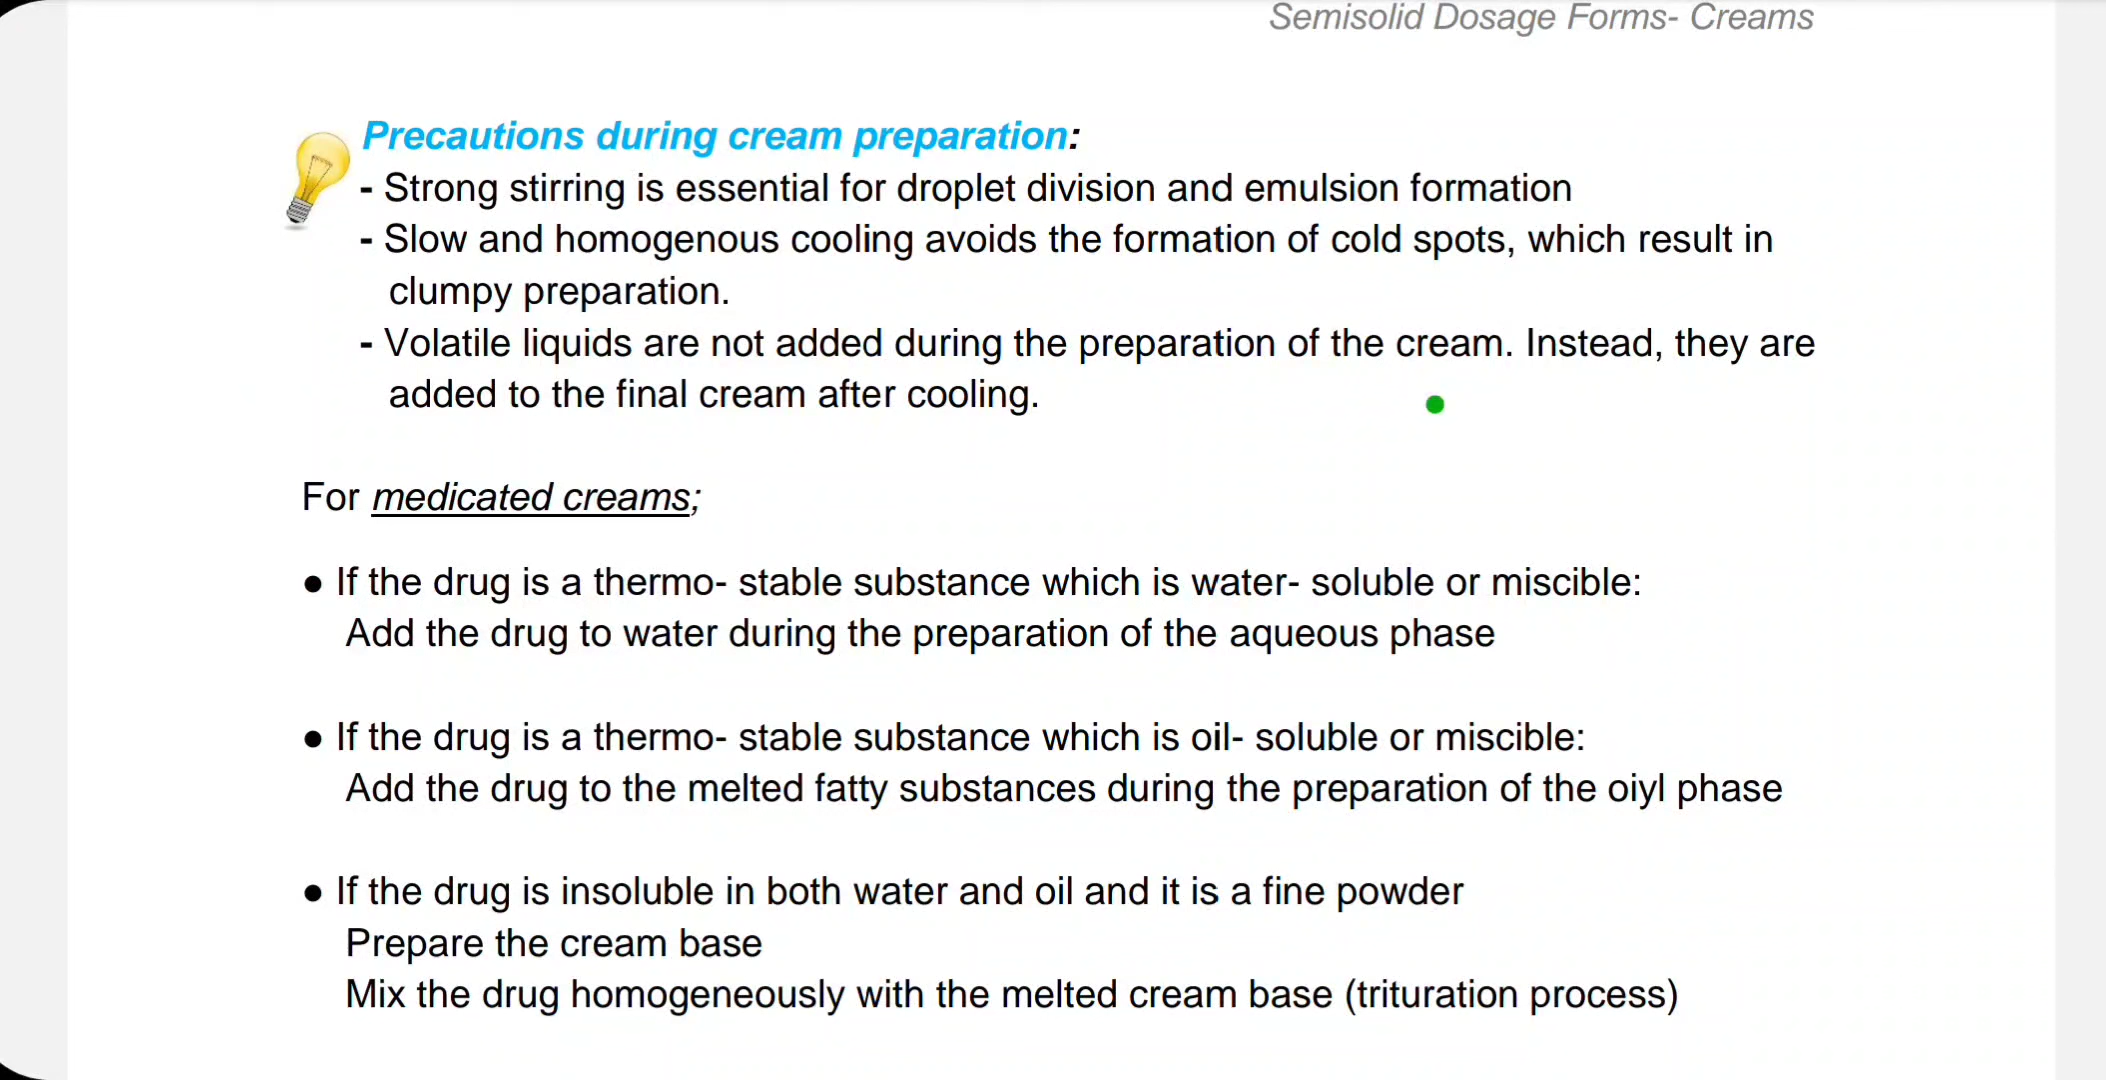 Semisolid Dosage Forms- Creams
Precautions during cream preparation:
- Strong stirring is essential for droplet division and emulsion formation
- Slow and homogenous cooling avoids the formation of cold spots, which result in
clumpy preparation.
- Volatile liquids are not added during the preparation of the cream. Instead, they are
added to the final cream after cooling.
For medicated creams;
● If the drug is a thermo- stable substance which is water- soluble or miscible:
Add the drug to water during the preparation of the aqueous phase
● If the drug is a thermo- stable substance which is oil- soluble or miscible:
Add the drug to the melted fatty substances during the preparation of the oiyl phase
● If the drug is insoluble in both water and oil and it is a fine powder
Prepare the cream base
Mix the drug homogeneously with the melted cream base (trituration process)